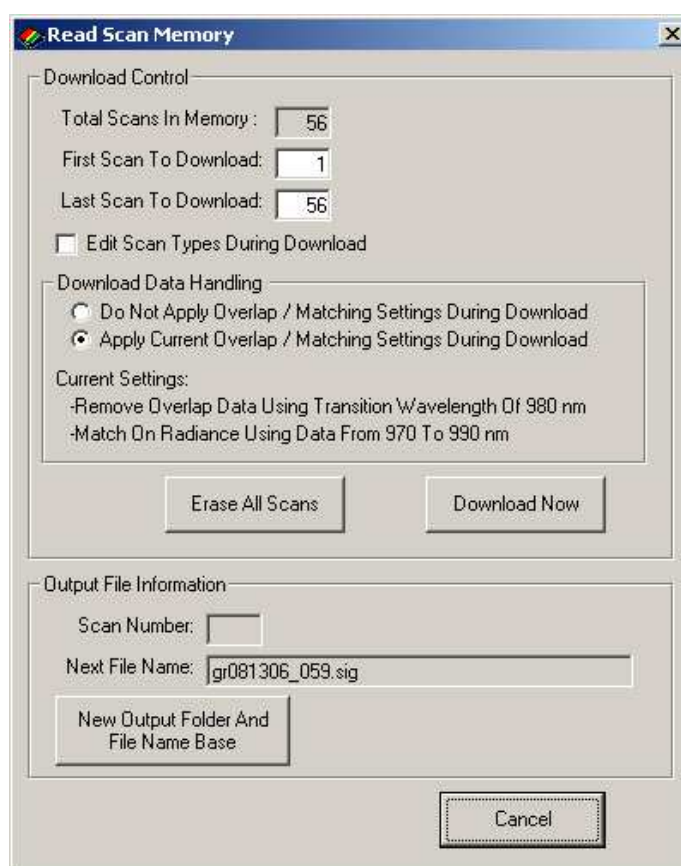 Read Scan Memory
Download Control
Total Scans In Memory : 56
First Scan To Download: 1
Last Scan To Download: 56
Edit Scan Types During Download
Download Data Handling
Do Not Apply Overlap / Matching Settings During Download
Apply Current Overlap / Matching Settings During Download
Current Settings:
-Remove Overlap Data Using Transition Wavelength Of 980 nm
-Match On Radiance Using Data From 970 To 990 nm
Erase All Scans
Download Now
Output File Information
Scan Number:
Next File Name: gr081306_059.sig
New Output Folder And
File Name Base
Cancel